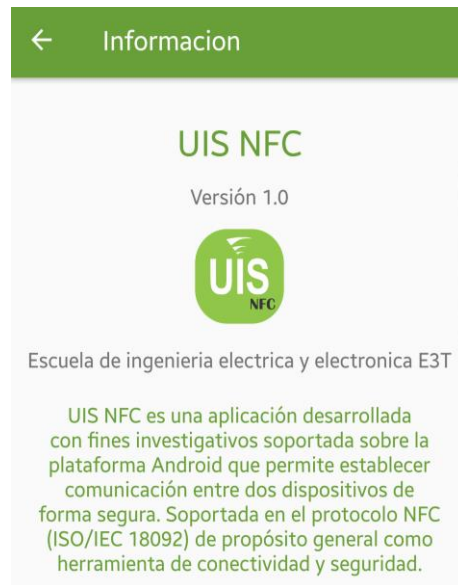 Informacion
UIS NFC
Versión 1.0
UIS
NFC
Escuela de ingenieria electrica y electronica E3T
UIS NFC es una aplicación desarrollada
con fines investigativos soportada sobre la
plataforma Android que permite establecer
comunicación entre dos dispositivos de
forma segura. Soportada en el protocolo NFC
(ISO/IEC 18092) de propósito general como
herramienta de conectividad y seguridad.